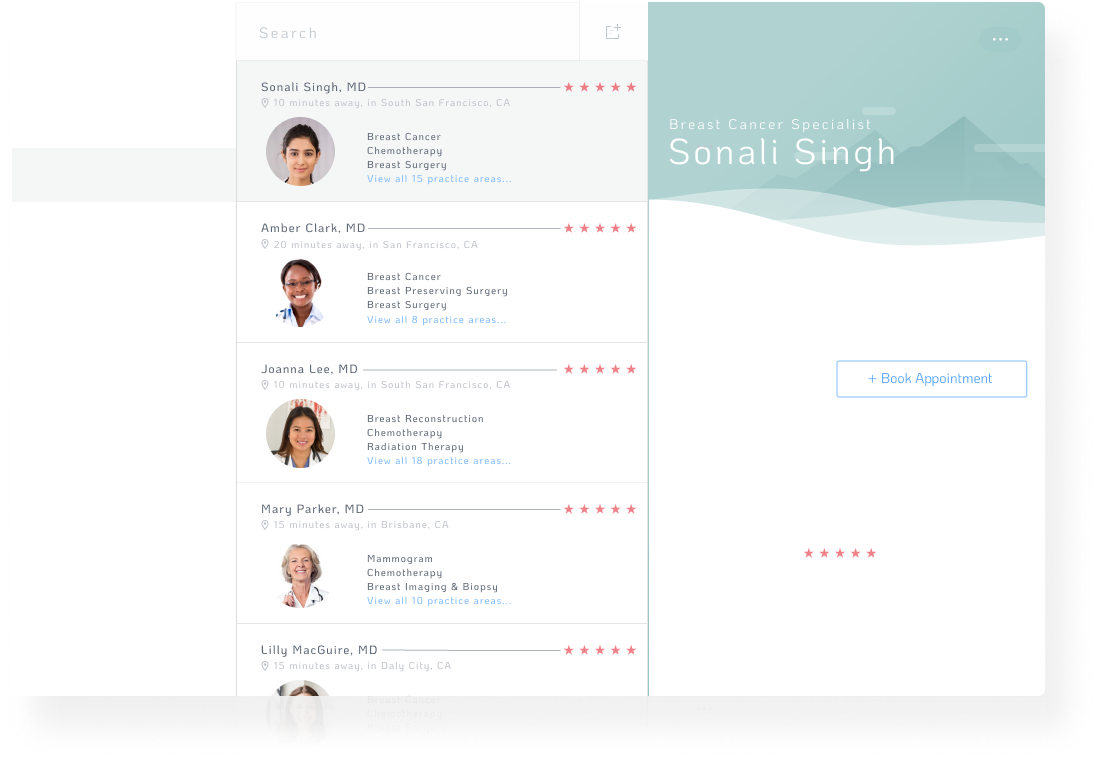 Search
Sonali Singh, MD
10 minutes away, in South San Francisco, CA
Breast Cancer
Chemotherapy
Breast Surgery
View all 15 practice areas...
Amber Clark, MD
20 minutes away, in San Francisco, CA
Breast Cancer
Breast Preserving Surgery
Breast Surgery
View all 8 practice areas...
Joanna Lee, MD
10 minutes away, in South San Francisco, CA
Breast Reconstruction
Chemotherapy
Radiation Therapy
View all 18 practice areas...
Mary Parker, MD
15 minutes away, in Brisbane, CA
Mammogram
Chemotherapy
Breast Imaging & Biopsy
View all 10 practice areas...
Lilly MacGuire, MD
15 minutes away, in Daly City, CA
Breast Cancer
Breast Cancer Specialist
Sonali Singh
+ Book Appointment